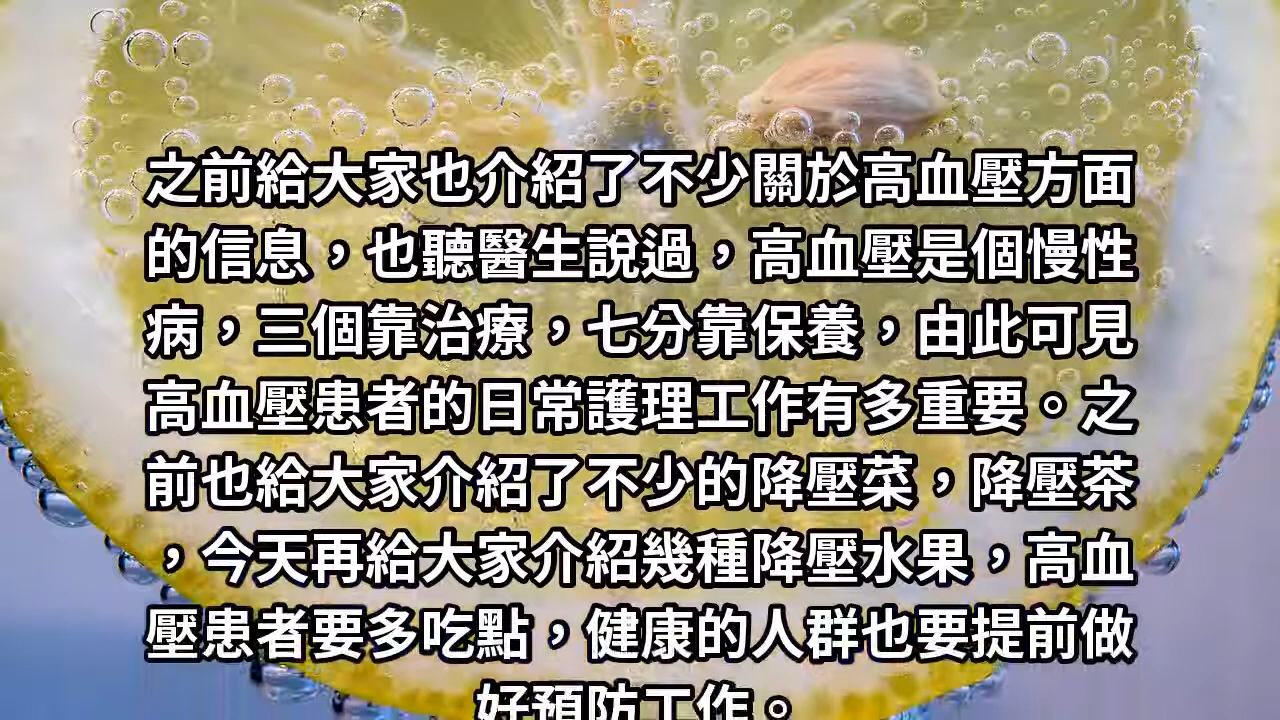 之前給大家也介紹了不少關於高血壓方面
的信息，也聽醫生說過，高血壓是個慢性
病，三個靠治療，七分靠保養，由此可見
高血壓患者的日常護理工作有多重要。之
前也給大家介紹了不少的降壓菜，降壓茶
，今天再給大家介紹幾種降壓水果，高血
壓患者要多吃點，健康的人群也要提前做
好預防工作。